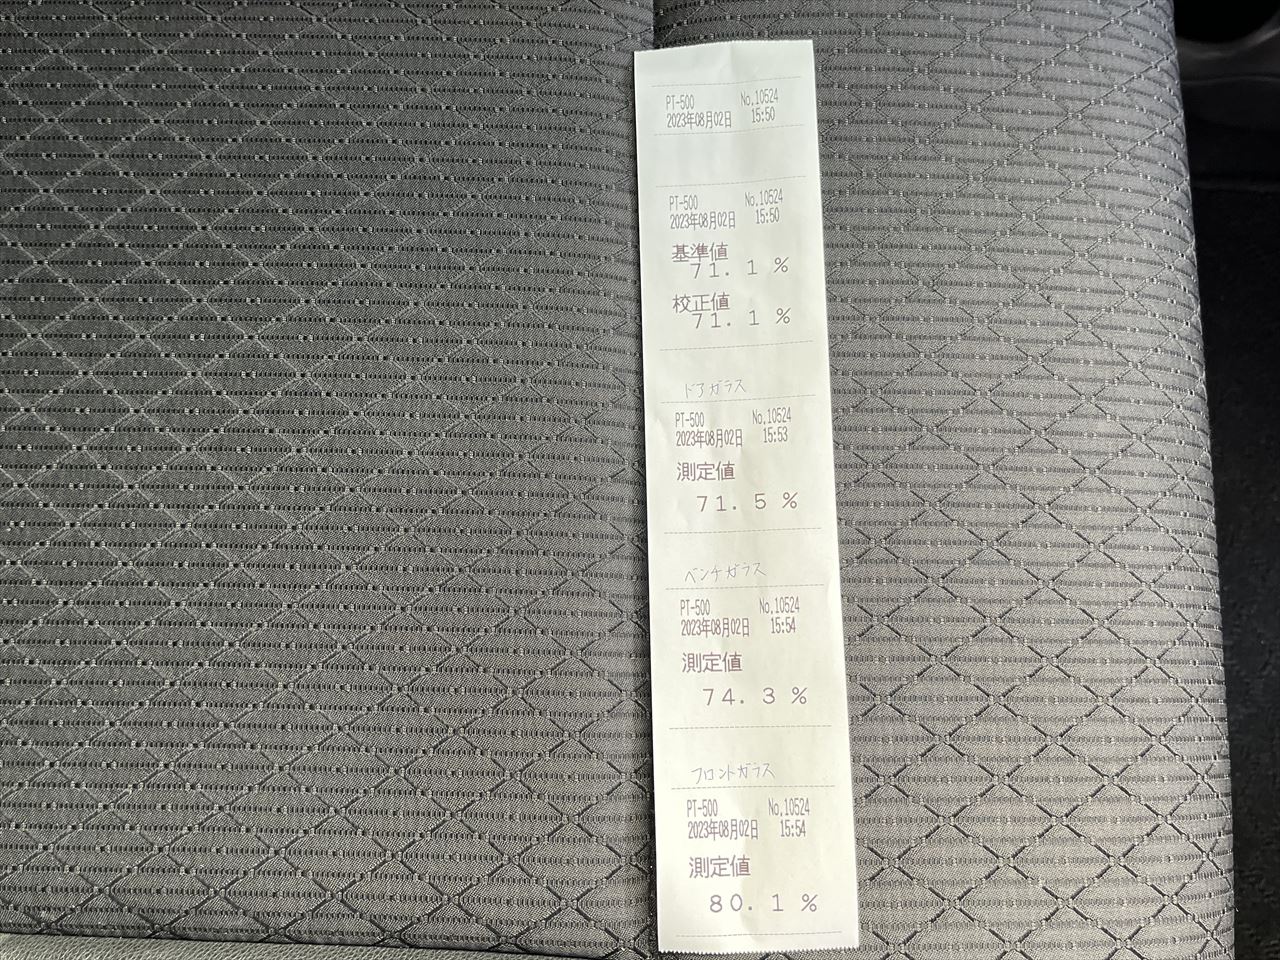 PT-500 No.10524
2023年08月02日 15:50
PT-500 No.10524
2023年08月02日 15:50
基準値
71.1 %
校正値
71.1 %
ドアガラス
PT-500 No.10524
2023年08月02日 15:53
測定値
71.5 %
ベンチガラス
PT-500 No.10524
2023年08月02日 15:54
測定値
74.3 %
フロントガラス
PT-500 No.10524
2023年08月02日 15:54
測定値
80.1 %